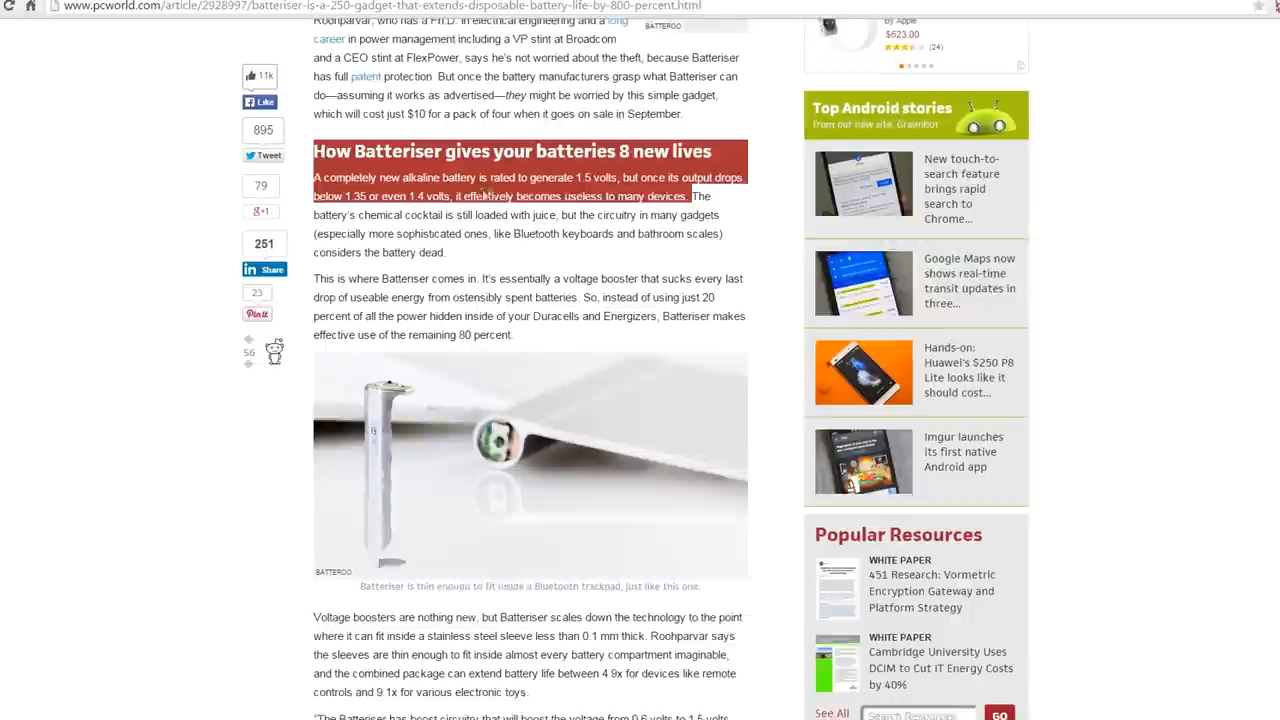 www.pcworld.com/article/2928997/batteriser-is-a-250-gadget-that-extends-disposable-battery-life-by-800-percent.html
Roohparvar, who has a Ph.D. in electrical engineering and a long
career in power management including a VP stint at Broadcom
BATTEROO
and a CEO stint at FlexPower, says he's not worried about the theft, because Batteriser
has full patent protection. But once the battery manufacturers grasp what Batteriser can
do—assuming it works as advertised—they might be worried by this simple gadget,
which will cost just $10 for a pack of four when it goes on sale in September.
How Batteriser gives your batteries 8 new lives
A completely new alkaline battery is rated to generate 1.5 volts, but once its output drops
below 1.35 or even 1.4 volts, it effectively becomes useless to many devices. The
battery's chemical cocktail is still loaded with juice, but the circuitry in many gadgets
(especially more sophisticated ones, like Bluetooth keyboards and bathroom scales)
considers the battery dead.
This is where Batteriser comes in. It's essentially a voltage booster that sucks every last
drop of useable energy from ostensibly spent batteries. So, instead of using just 20
percent of all the power hidden inside of your Duracells and Energizers, Batteriser makes
effective use of the remaining 80 percent.
BATTEROO
Batteriser is thin enough to fit inside a Bluetooth trackpad, just like this one.
Voltage boosters are nothing new, but Batteriser scales down the technology to the point
where it can fit inside a stainless steel sleeve less than 0.1 mm thick. Roohparvar says
the sleeves are thin enough to fit inside almost every battery compartment imaginable,
and the combined package can extend battery life between 4.9x for devices like remote
controls and 9.1x for various electronic toys.
"The Batteriser has boost circuitry that will boost the voltage from 0.6 volts to 1.5 volts
1.1k
Like
895
Tweet
79
g+1
251
in Share
23
Pin it
56
by Apple
$623.00
(24)
Top Android stories
From our new site, Greenbot
New touch-to-
search feature
brings rapid
search to
Chrome...
Google Maps now
shows real-time
transit updates in
three...
Hands-on:
Huawei's $250 P8
Lite looks like it
should cost...
Imgur launches
its first native
Android app
Popular Resources
WHITE PAPER
451 Research: Vormetric
Encryption Gateway and
Platform Strategy
WHITE PAPER
Cambridge University Uses
DCIM to Cut IT Energy Costs
by 40%
See All
Search Resources
GO